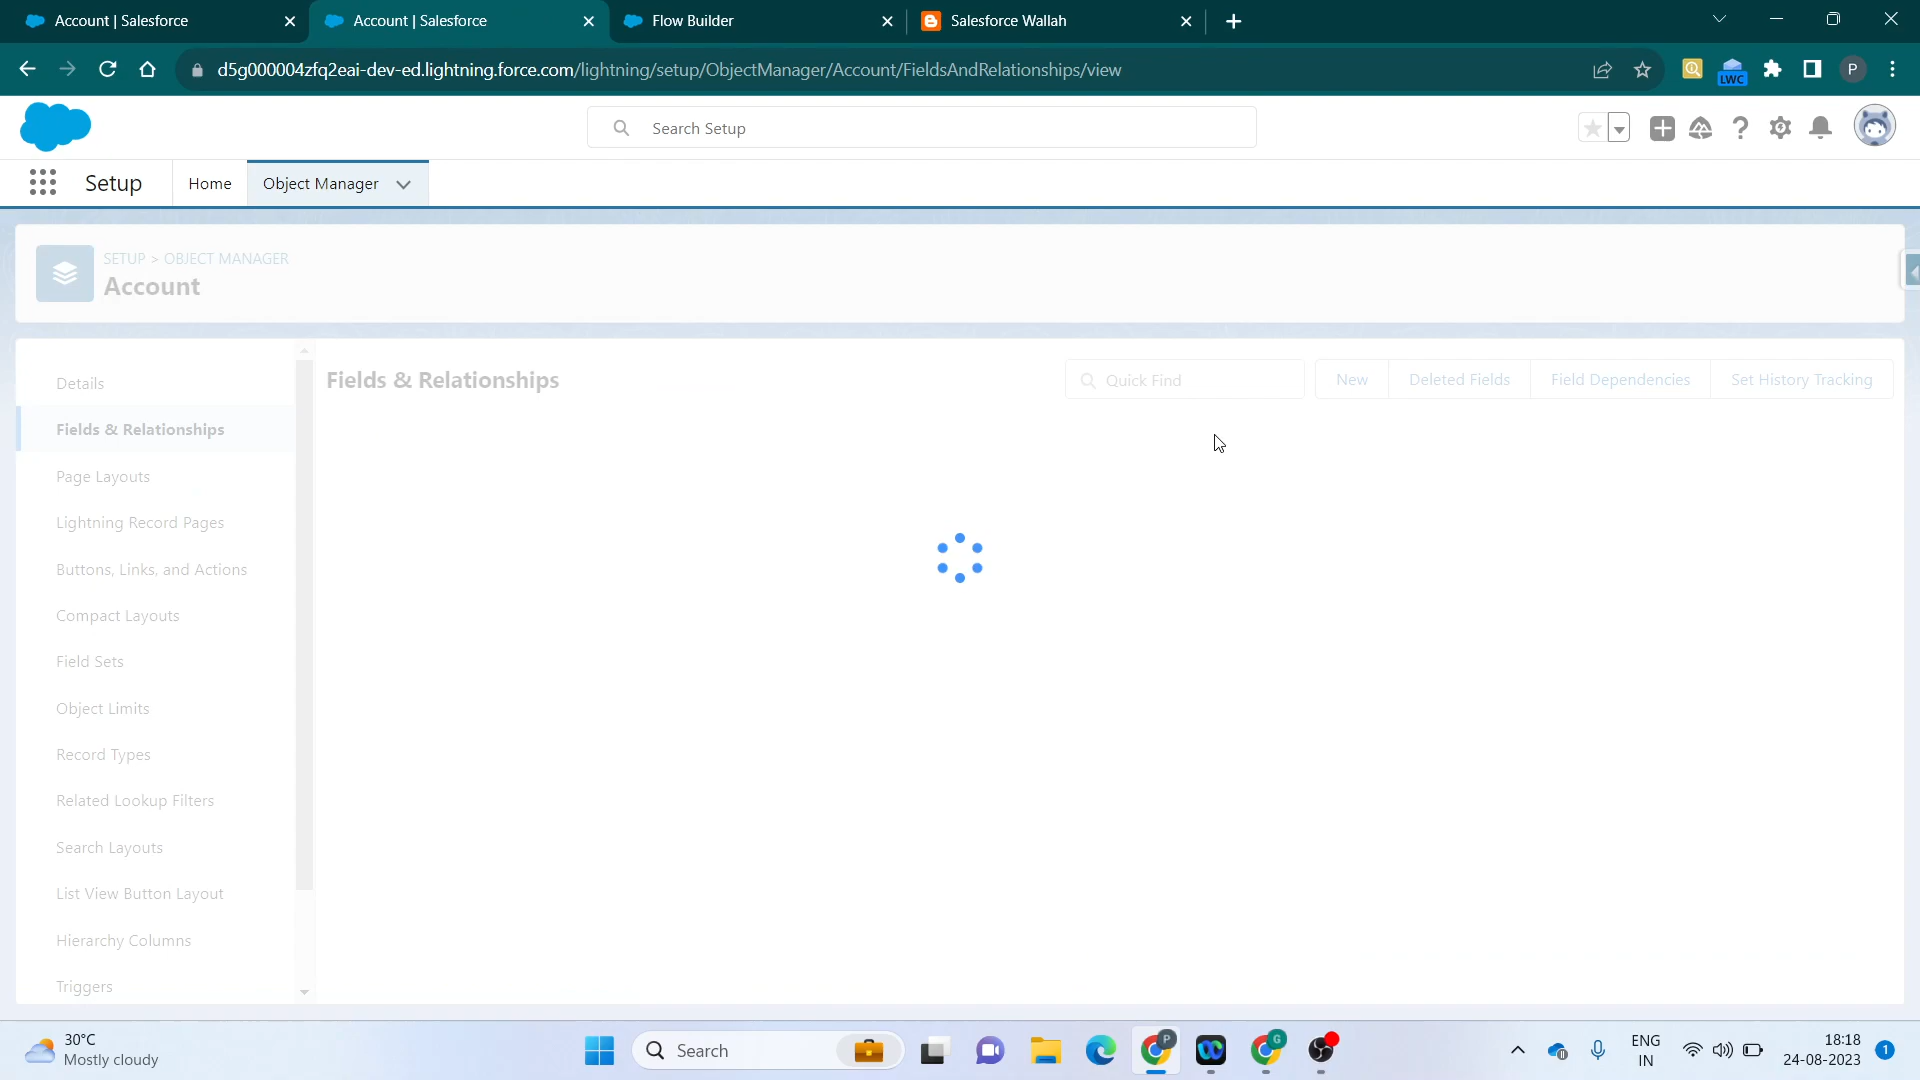 Account | Salesforce
Account | Salesforce
Flow Builder
Salesforce Wallah
d5g000004zfq2eai-dev-ed.lightning.force.com/lightning/setup/ObjectManager/Account/FieldsAndRelationships/view
LWC
P
Search Setup
Setup
Home
Object Manager
SETUP > OBJECT MANAGER
Account
Details
Fields & Relationships
Page Layouts
Lightning Record Pages
Buttons, Links, and Actions
Compact Layouts
Field Sets
Object Limits
Record Types
Related Lookup Filters
Search Layouts
List View Button Layout
Hierarchy Columns
Triggers
Fields & Relationships
Quick Find
New
Deleted Fields
Field Dependencies
Set History Tracking
30°C
Mostly cloudy
Search
P
G
ENG
IN
18:18
24-08-2023
1